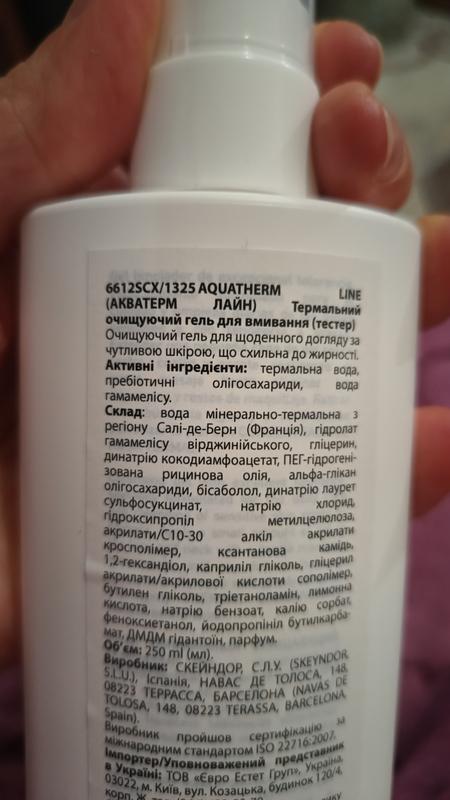 6612SCX/1325 AQUATHERM LINE
(АКВАТЕРМ ЛАЙН) Термальний
очищуючий гель для вмивання (тестер)
Очищуючий гель для щоденного догляду за
чутливою шкірою, що схильна до жирності.
Активні інгредієнти: термальна вода,
пребіотичні олігосахариди, вода
гамамелісу.
Склад: вода мінерально-термальна з
регіону Салі-де-Берн (Франція), гідролат
гамамелісу вірджинійського, гліцерин,
динатрію кокодиамфоацетат, ПЕГ-гідрогені-
зована рицинова олія, альфа-глікан
олігосахариди, бісаболол, динатрію лаурет
сульфосукцинат, натрію хлорид,
гідроксипропіл метилцелюлоза,
акрилати/С10-30 алкіл акрилати
кросполімер, ксантанова камідь,
1,2-гександіол, каприліл гліколь, гліцерил
акрилати/акрилової кислоти сополімер,
бутилен гліколь, тріетаноламін, лимонна
кислота, натрію бензоат, калію сорбат,
феноксиетанол, йодопропініл бутилкарба-
мат, ДМДМ гідантоїн, парфум.
Об'єм: 250 ml (мл).
Виробник: СКЕЙНДОР, С.Л.У. (SKEYNDOR,
S.L.U.), Іспанія, НАВАС ДЕ ТОЛОСА, 148,
08223 ТЕРРАССА, БАРСЕЛОНА (NAVAS DE
TOLOSA, 148, 08223 TERASSA, BARCELONA,
Spain).
Виробник пройшов сертифікацію за
міжнародним стандартом ISO 22716:2007.
Імпортер/Уповноважений представник
в Україні: ТОВ «Євро Естет Груп», Україна,
03022, м. Київ, вул. Козацька, будинок 120/4,
корп. Ж,